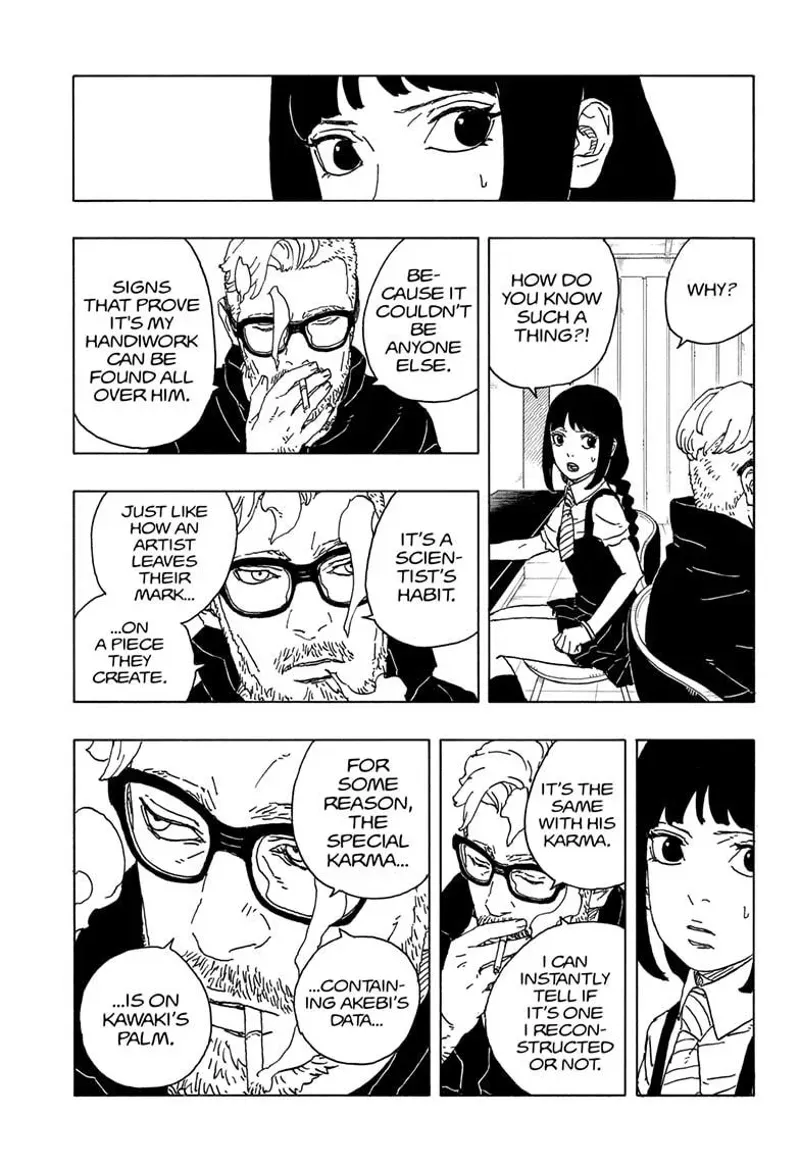 WHY?
HOW DO
YOU KNOW
SUCH A
THING?!
BE-
CAUSE IT
COULDN'T
BE
ANYONE
ELSE.
SIGNS
THAT PROVE
IT'S MY
HANDIWORK
CAN BE
FOUND ALL
OVER HIM.
IT'S A
SCIEN-
TIST'S
HABIT.
JUST LIKE
HOW AN
ARTIST
LEAVES
THEIR
MARK...
...ON
A PIECE
THEY
CREATE.
IT'S THE
SAME
WITH HIS
KARMA.
I CAN
INSTANTLY
TELL IF
IT'S ONE
I RECON-
STRUCTED
OR NOT.
FOR
SOME
REASON,
THE
SPECIAL
KARMA...
...CONTAIN-
ING AKEBI'S
DATA...
...IS ON
KAWAKI'S
PALM.